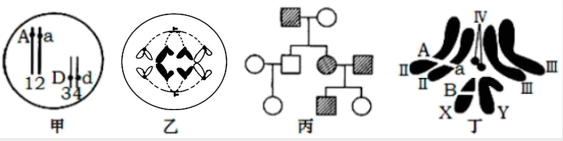 A a
D d
1 2 3 4
甲
乙
丙
IV
A a
II II
III III
B
X Y
丁